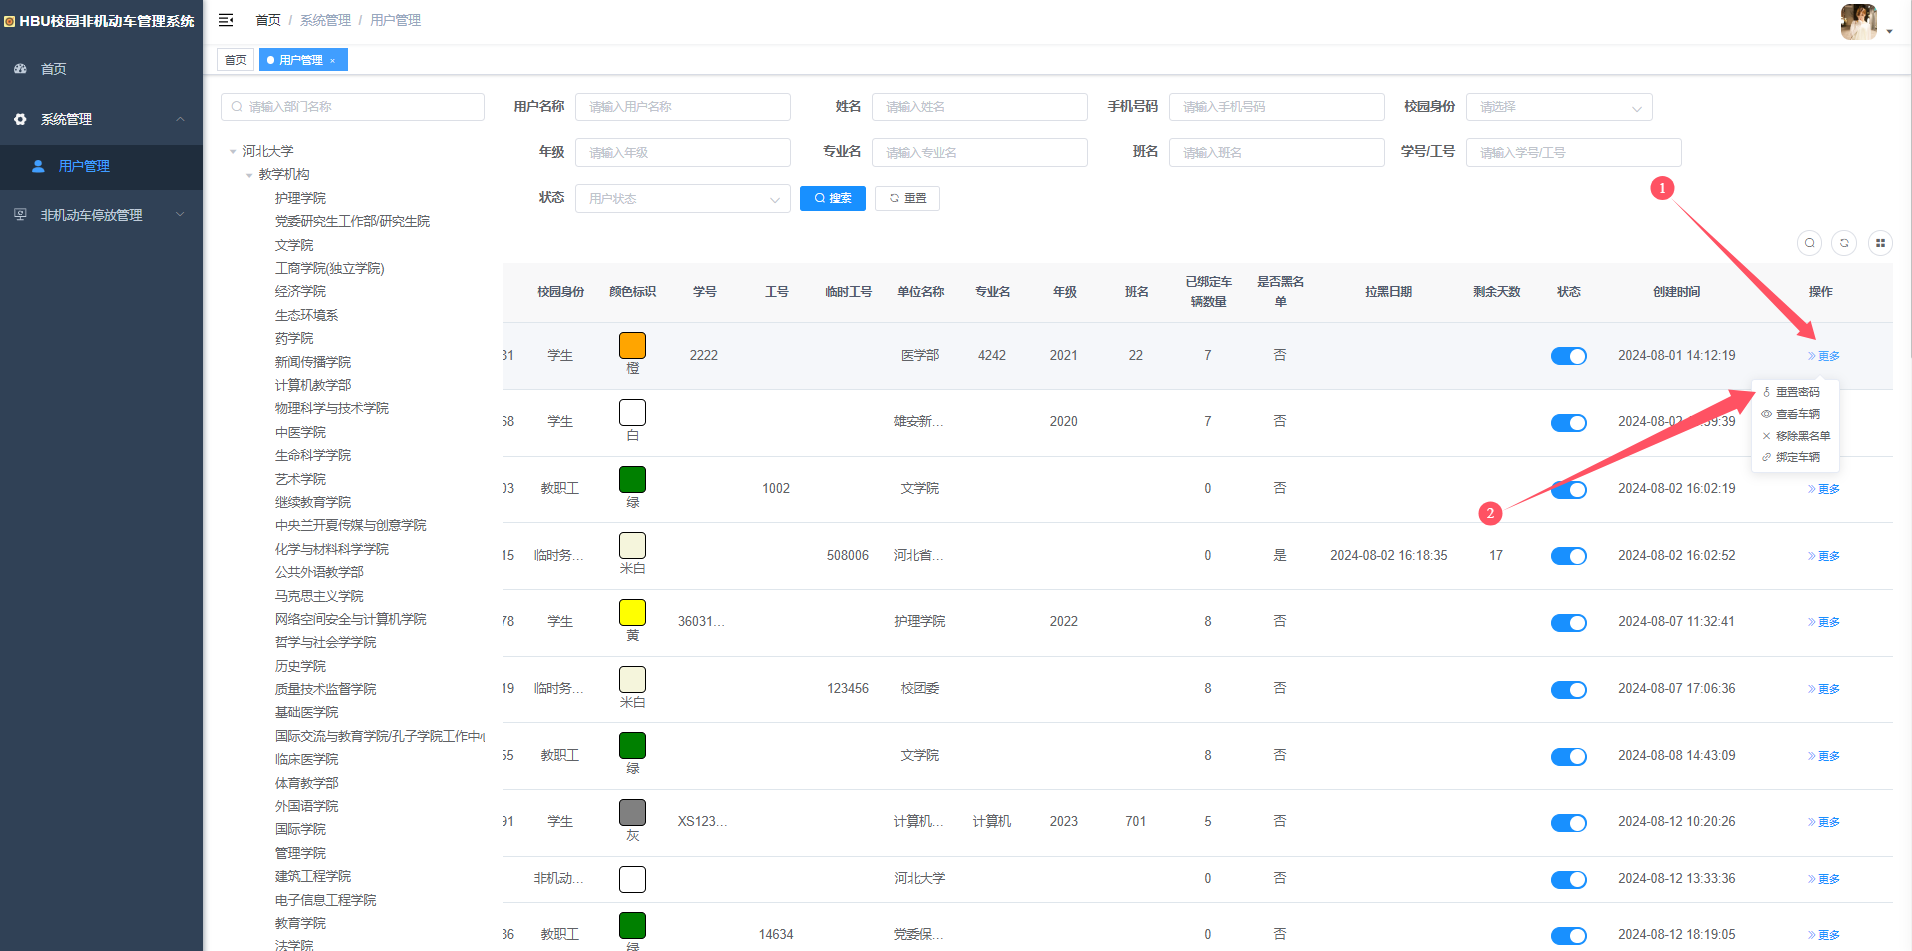 HBU校园非机动车管理系统
首页 / 系统管理 / 用户管理
首页
系统管理
用户管理
非机动车停放管理
首页
用户管理 ×
请输入部门名称
河北大学
教学机构
护理学院
党委研究生工作部/研究生院
文学院
工商学院(独立学院)
经济学院
生态环境系
药学院
新闻传播学院
计算机教学部
物理科学与技术学院
中医学院
生命科学学院
艺术学院
继续教育学院
中央兰开夏传媒与创意学院
化学与材料科学学院
公共外语教学部
马克思主义学院
网络空间安全与计算机学院
哲学与社会学学院
历史学院
质量技术监督学院
基础医学院
国际交流与教育学院/孔子学院工作中
临床医学院
体育教学部
外国语学院
国际学院
管理学院
建筑工程学院
电子信息工程学院
教育学院
法学院
用户名称 请输入用户名称 姓名 请输入姓名 手机号码 请输入手机号码 校园身份 请选择
年级 请输入年级 专业名 请输入专业名 班名 请输入班名 学号/工号 请输入学号/工号
状态 用户状态 搜索 重置
1
校园身份 颜色标识 学号 工号 临时工号 单位名称 专业名 年级 班名 已绑定车辆数量 是否黑名单 拉黑日期 剩余天数 状态 创建时间 操作
31 学生 橙 2222 医学部 4242 2021 22 7 否 2024-08-01 14:12:19 更多
重置密码
查看车辆
移除黑名单
绑定车辆
68 学生 白 雄安新... 2020 7 否 2024-08-02 :39:39
03 教职工 绿 1002 文学院 0 否 2024-08-02 16:02:19 更多
2
15 临时务... 米白 508006 河北省... 0 是 2024-08-02 16:18:35 17 2024-08-02 16:02:52 更多
78 学生 黄 36031... 护理学院 2022 8 否 2024-08-07 11:32:41 更多
19 临时务... 米白 123456 校团委 8 否 2024-08-07 17:06:36 更多
55 教职工 绿 文学院 8 否 2024-08-08 14:43:09 更多
91 学生 灰 XS123... 计算机... 计算机 2023 701 5 否 2024-08-12 10:20:26 更多
非机动... 河北大学 0 否 2024-08-12 13:33:36 更多
36 教职工 绿 14634 党委保... 0 否 2024-08-12 18:19:05 更多